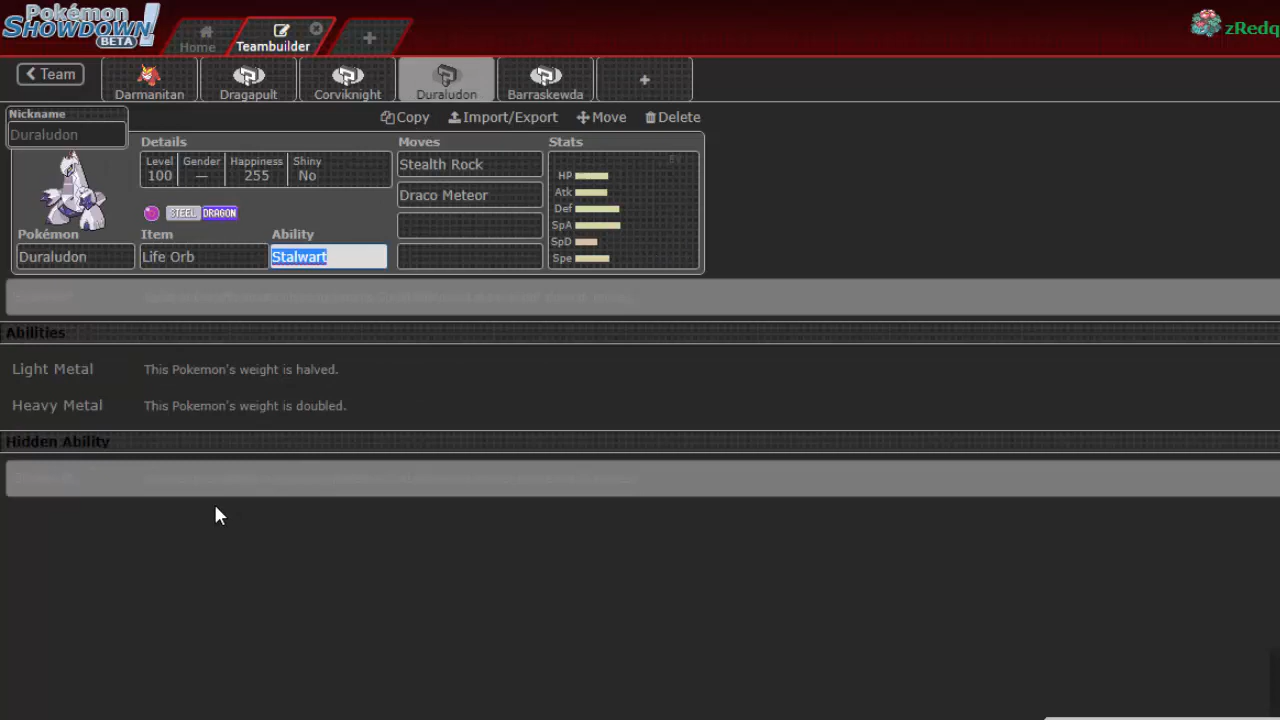 Pokémon
SHOWDOWN!
BETA
Home
Teambuilder
zRedq
Team
Darmanitan
Dragapult
Corviknight
Duraludon
Barraskewda
+
Nickname
Duraludon
Copy
Import/Export
Move
Delete
Details
Moves
Stats
Level
Gender
Happiness
Shiny
100
—
255
No
Stealth Rock
EV
HP
Draco Meteor
Atk
Def
STEEL DRAGON
SpA
Pokémon
Item
Ability
SpD
Duraludon
Life Orb
Stalwart
Spe
Abilities
Light Metal
This Pokemon's weight is halved.
Heavy Metal
This Pokemon's weight is doubled.
Hidden Ability